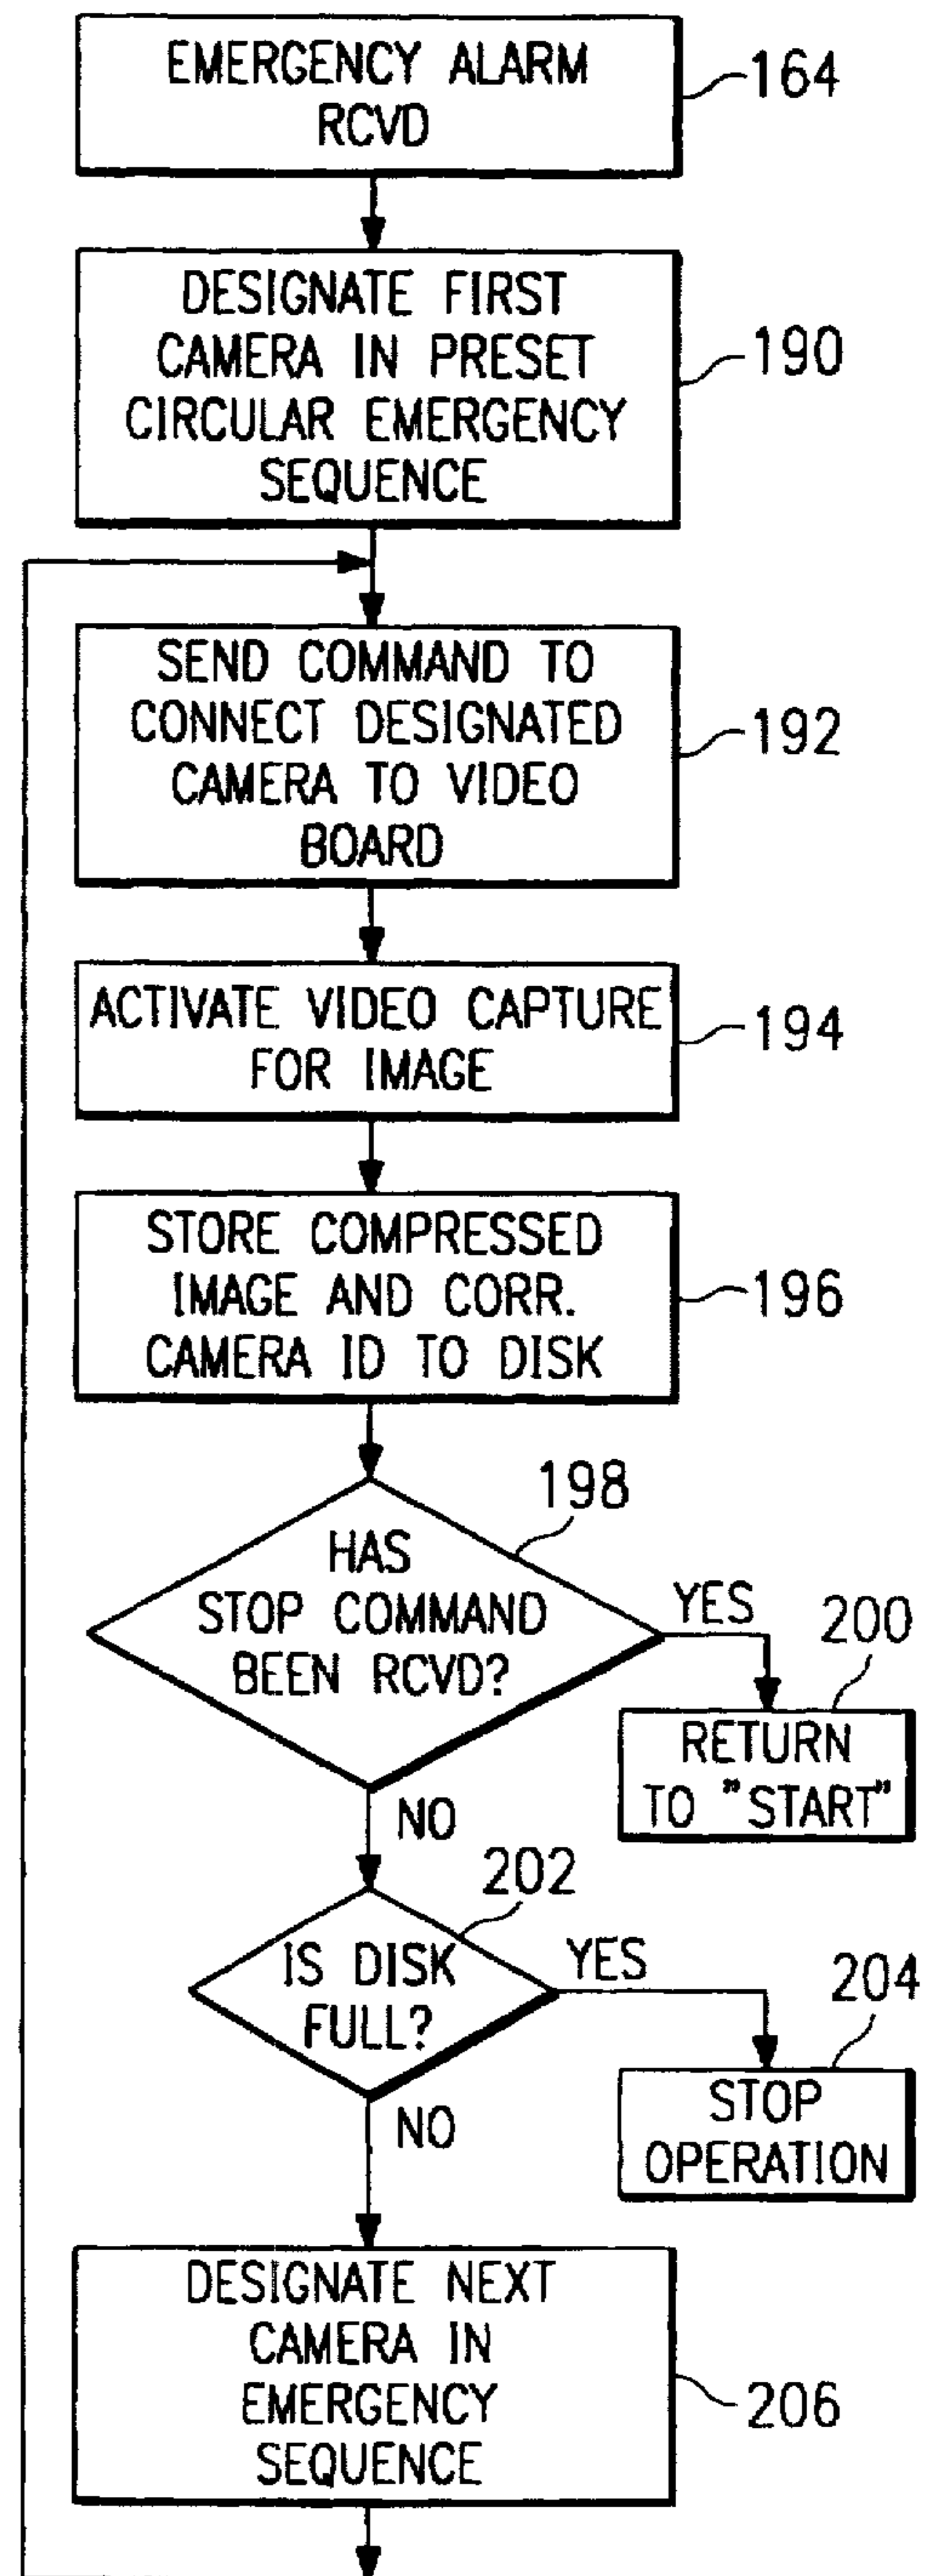 EMERGENCY ALARM
RCVD
164
DESIGNATE FIRST
CAMERA IN PRESET
CIRCULAR EMERGENCY
SEQUENCE
190
SEND COMMAND TO
CONNECT DESIGNATED
CAMERA TO VIDEO
BOARD
192
ACTIVATE VIDEO CAPTURE
FOR IMAGE
194
STORE COMPRESSED
IMAGE AND CORR.
CAMERA ID TO DISK
196
198
HAS
STOP COMMAND
BEEN RCVD?
YES
200
RETURN
TO "START"
NO
202
IS DISK
FULL?
YES
204
STOP
OPERATION
NO
DESIGNATE NEXT
CAMERA IN
EMERGENCY
SEQUENCE
206